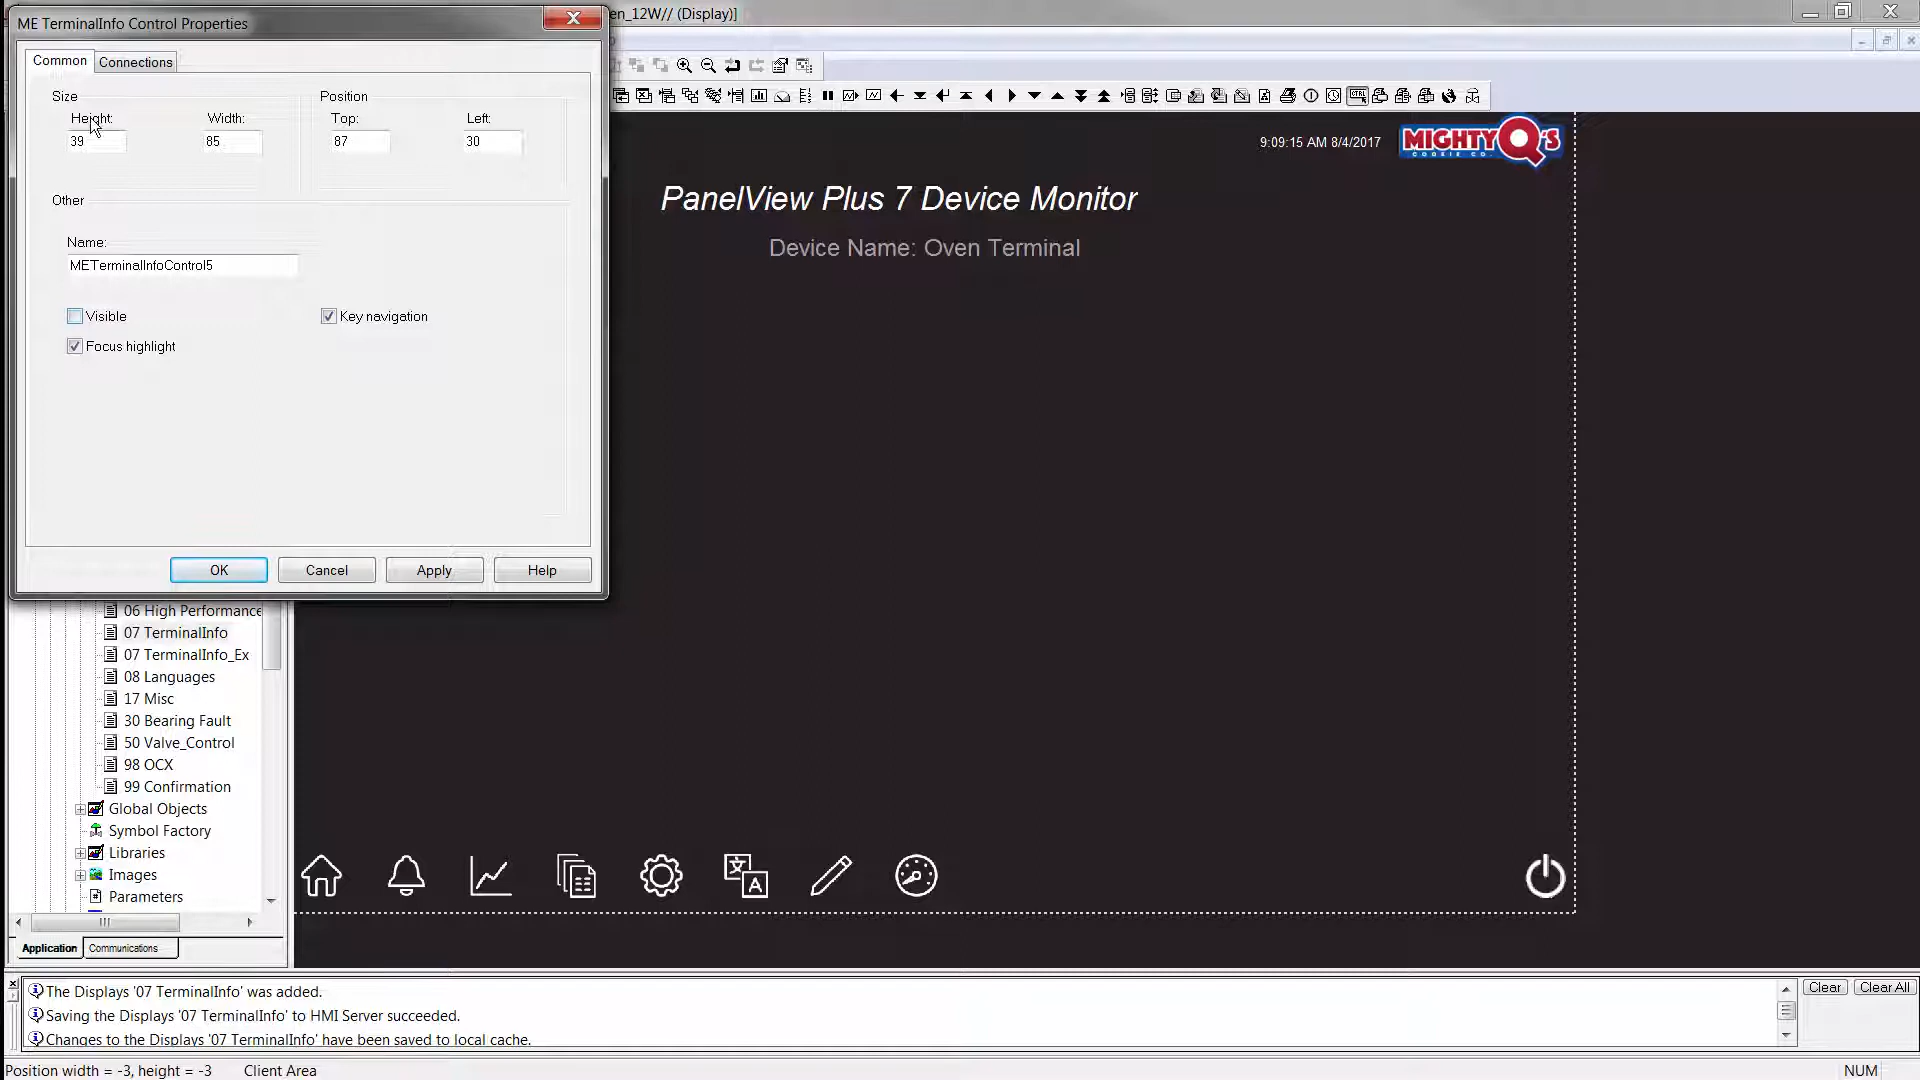 ME TerminalInfo Control Properties
en_12W// (Display)]
Common
Connections
Size
Position
Height:
Width:
Top:
Left:
39
85
87
30
Other
Name:
METerminalInfoControl5
Visible
Key navigation
Focus highlight
OK
Cancel
Apply
Help
9:09:15 AM 8/4/2017
MIGHTY Q'S
COOKIE CO.
PanelView Plus 7 Device Monitor
Device Name: Oven Terminal
06 High Performance
07 TerminalInfo
07 TerminalInfo_Ex
08 Languages
17 Misc
30 Bearing Fault
50 Valve_Control
98 OCX
99 Confirmation
Global Objects
Symbol Factory
Libraries
Images
Parameters
Application
Communications
The Displays '07 TerminalInfo' was added.
Saving the Displays '07 TerminalInfo' to HMI Server succeeded.
Changes to the Displays '07 TerminalInfo' have been saved to local cache.
Clear
Clear All
Position width = -3, height = -3
Client Area
NUM